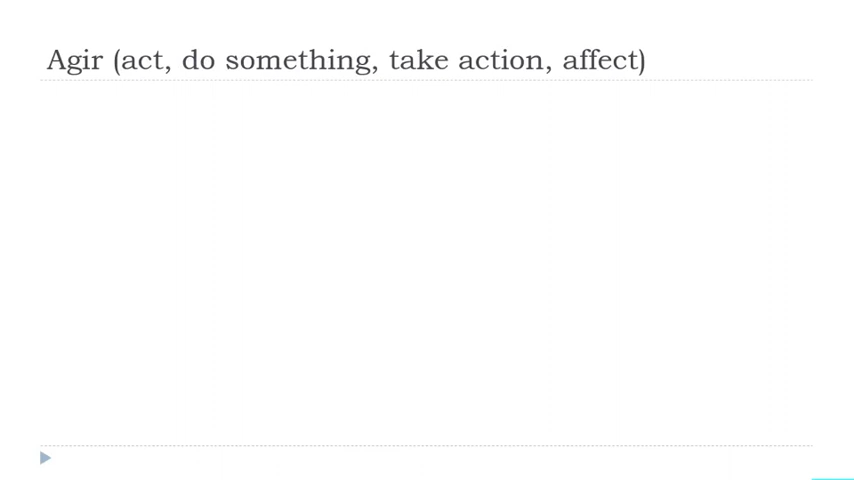 Agir (act, do something, take action, affect)